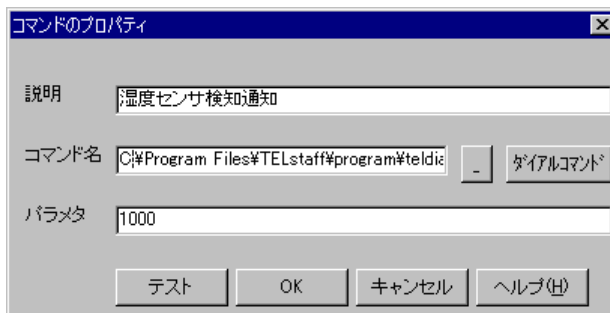 コマンドのプロパティ
説明 湿度センサ検知通知
コマンド名 C:¥Program Files¥TELstaff¥program¥teldia _ ﾀﾞｲｱﾙｺﾏﾝﾄﾞ
パラメタ 1000
テスト OK キャンセル ヘルプ(H)